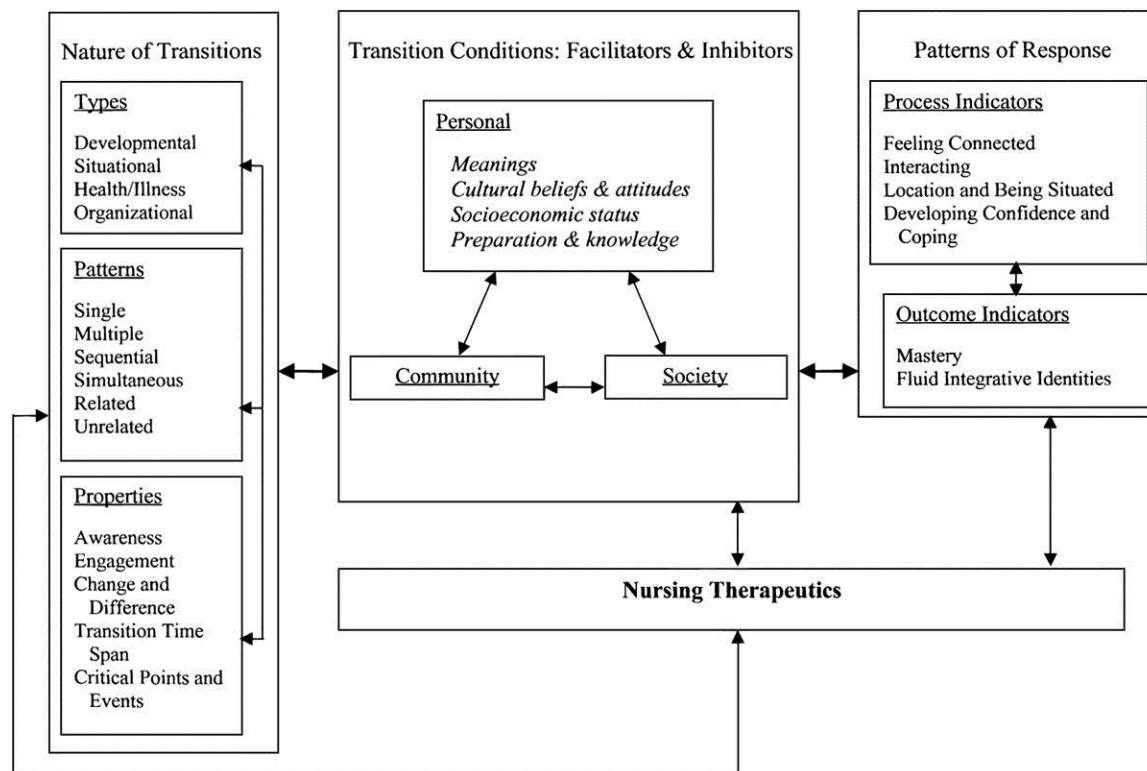 Nature of Transitions
Types
Developmental
Situational
Health/Illness
Organizational
Patterns
Single
Multiple
Sequential
Simultaneous
Related
Unrelated
Properties
Awareness
Engagement
Change and
Difference
Transition Time
Span
Critical Points and
Events
Transition Conditions: Facilitators & Inhibitors
Personal
Meanings
Cultural beliefs & attitudes
Socioeconomic status
Preparation & knowledge
Community
Society
Patterns of Response
Process Indicators
Feeling Connected
Interacting
Location and Being Situated
Developing Confidence and
Coping
Outcome Indicators
Mastery
Fluid Integrative Identities
Nursing Therapeutics